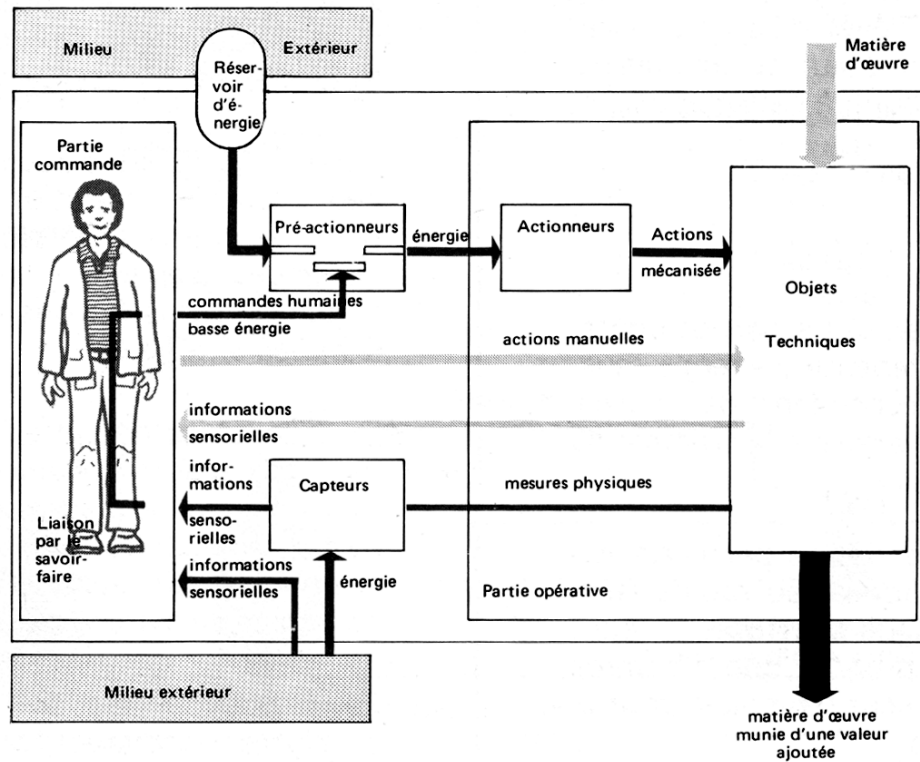 Milieu
Extérieur
Réser-
voir
d'é-
nergie
Matière
d'œuvre
Partie
commande
Pré-actionneurs
énergie
Actionneurs
Actions
mécanisée
Objets
Techniques
commandes humaines
basse énergie
actions manuelles
informations
sensorielles
infor-
mations
senso-
rielles
Capteurs
mesures physiques
Liaison
par le
savoir-
faire
informations
sensorielles
énergie
Partie opérative
Milieu extérieur
matière d'œuvre
munie d'une valeur
ajoutée